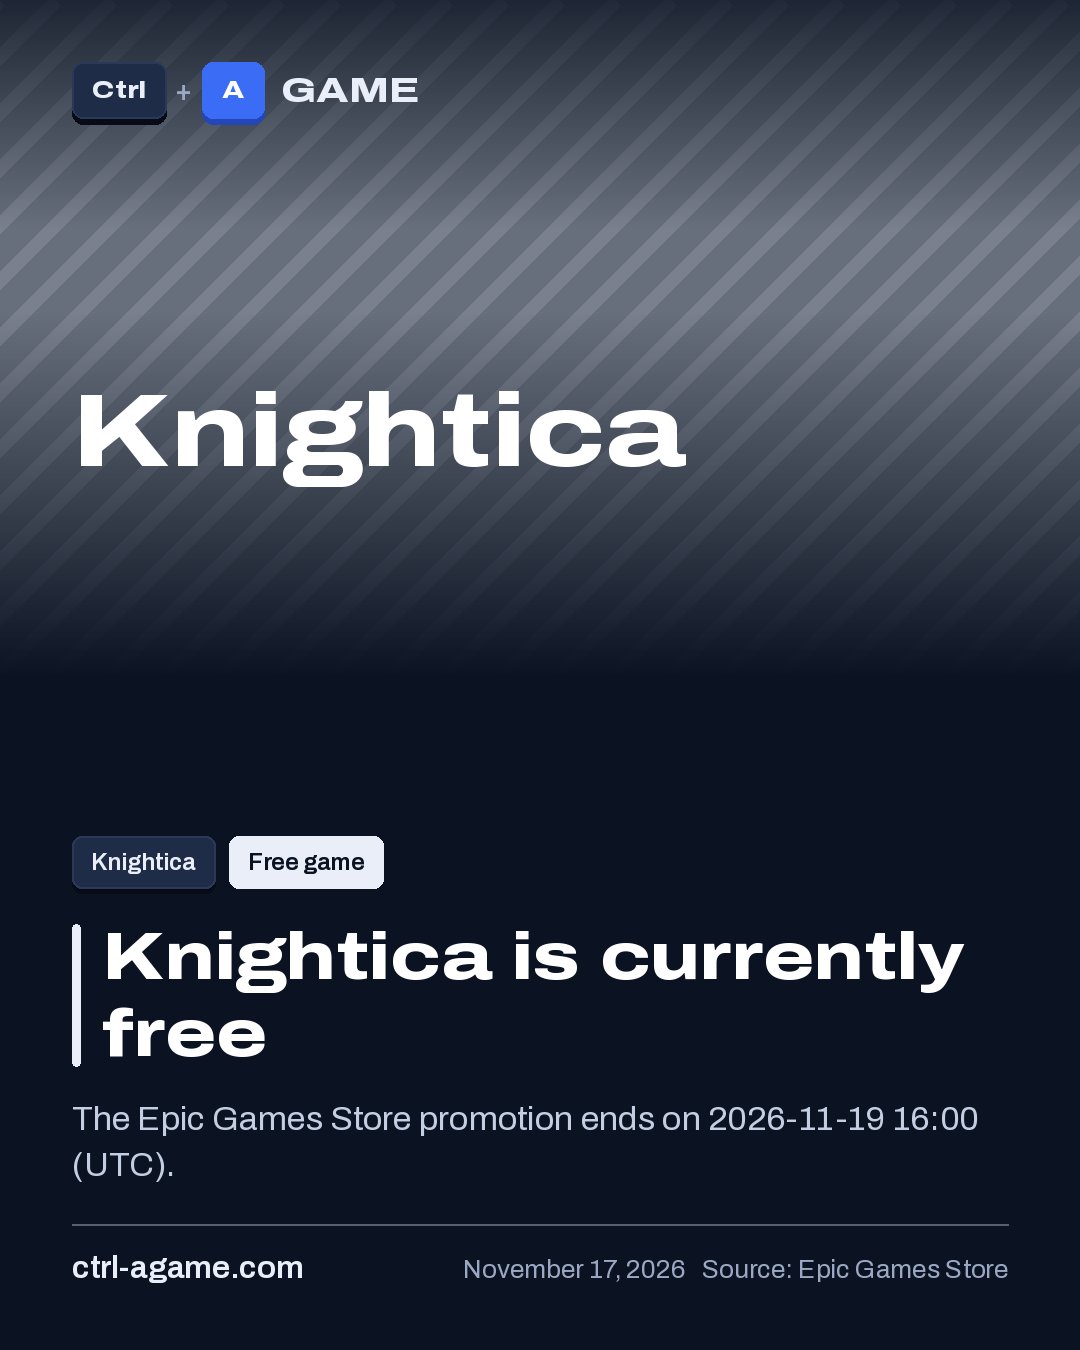 Ctrl + A GAME
Knightica
Knightica Free game
Knightica is currently
free
The Epic Games Store promotion ends on 2026-11-19 16:00
(UTC).
ctrl-agame.com November 17, 2026 Source: Epic Games Store